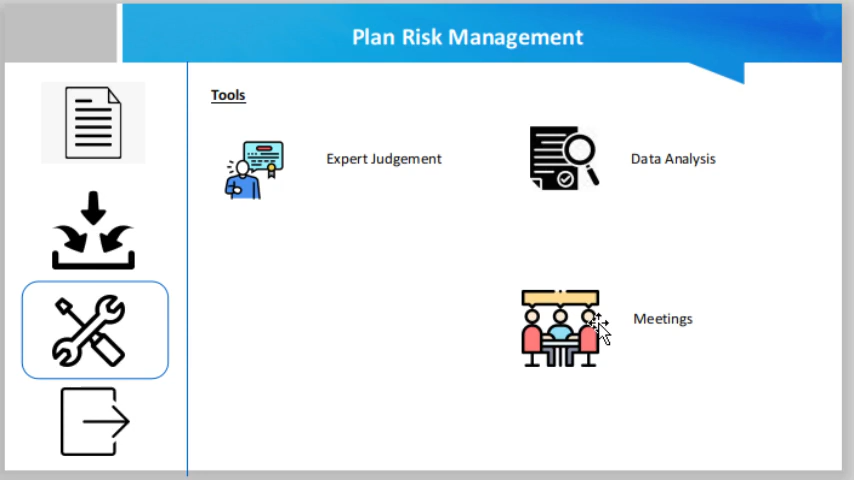 Plan Risk Management
Tools
Expert Judgement
Data Analysis
Meetings